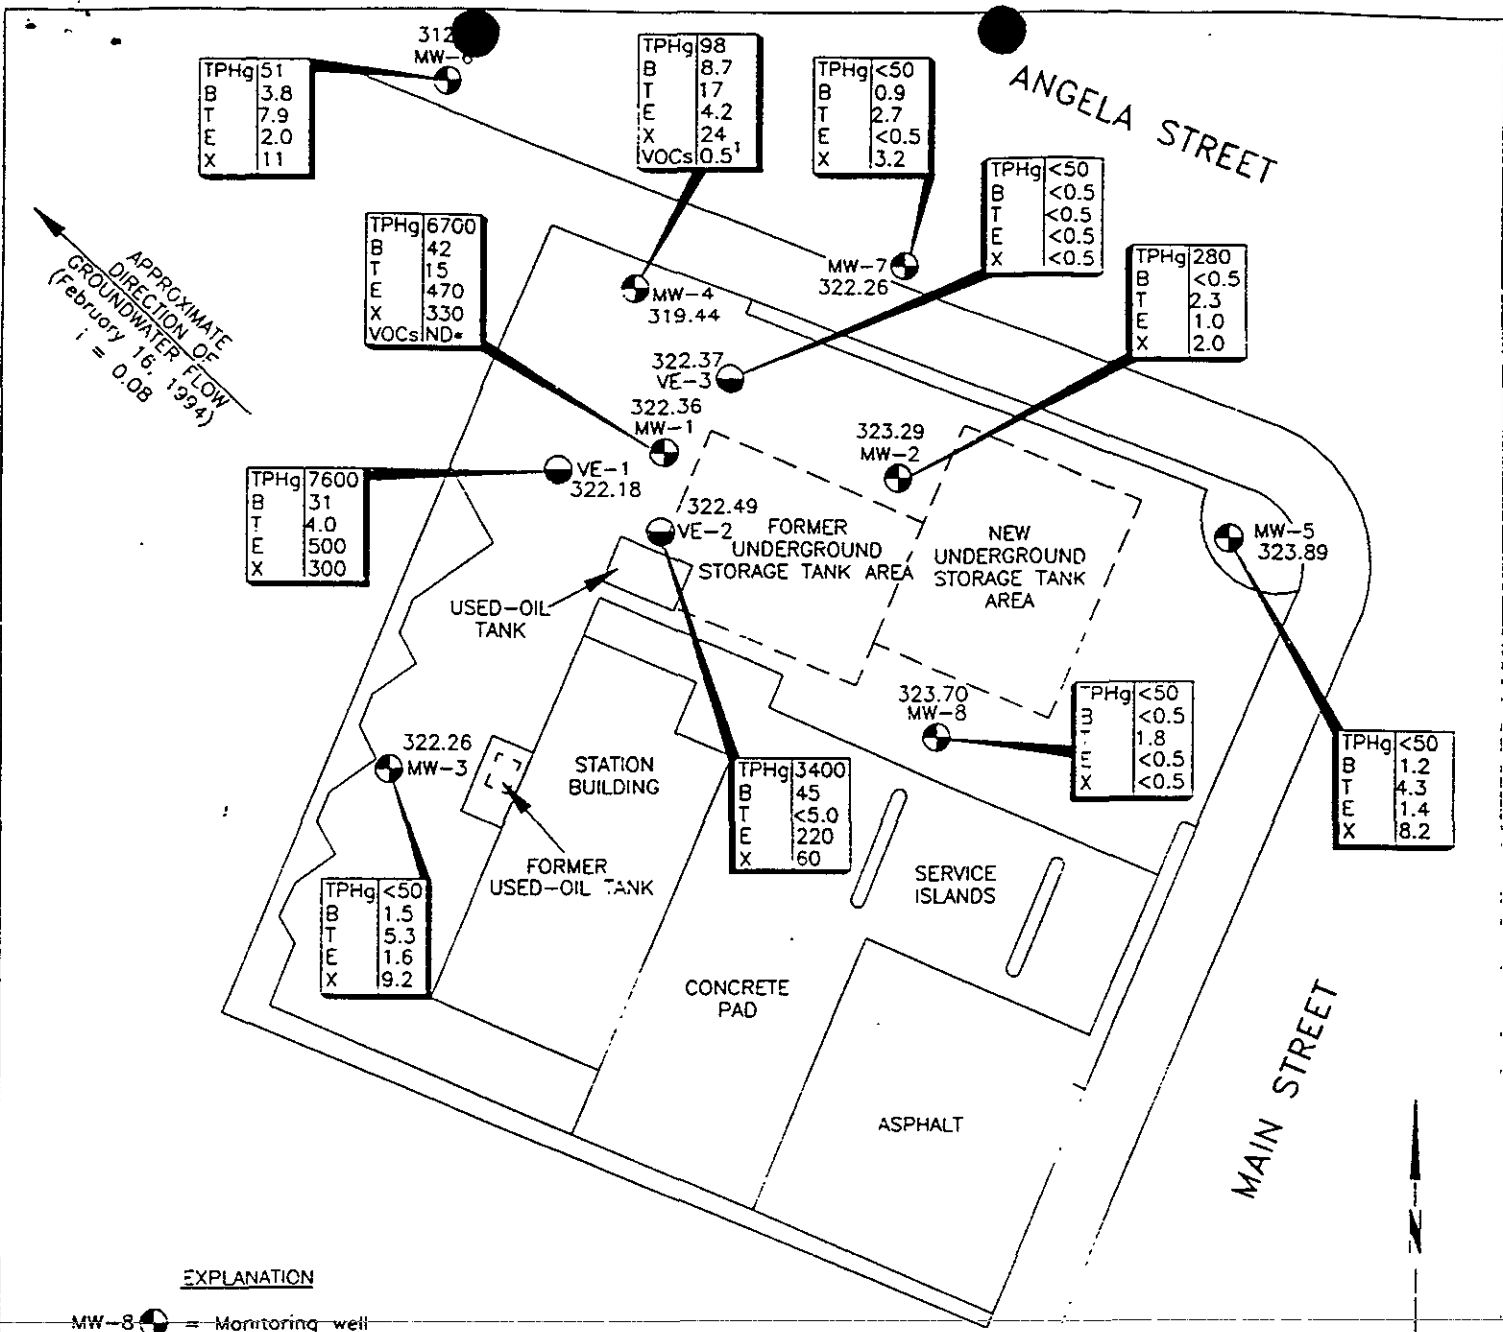 312
MW-6
TPHg 51
B 3.8
T 7.9
E 2.0
X 11
TPHg 98
B 8.7
T 17
E 4.2
X 24
VOCs 0.5‡
TPHg <50
B 0.9
T 2.7
E <0.5
X 3.2
ANGELA STREET
TPHg <50
B <0.5
T <0.5
E <0.5
X <0.5
APPROXIMATE
DIRECTION OF
GROUNDWATER FLOW
(February 16, 1994)
i = 0.08
TPHg 6700
B 42
T 15
E 470
X 330
VOCs ND*
MW-4
319.44
MW-7
322.26
TPHg 280
B <0.5
T 2.3
E 1.0
X 2.0
322.37
VE-3
322.36
MW-1
323.29
MW-2
TPHg 7600
B 31
T 4.0
E 500
X 300
VE-1
322.18
322.49
VE-2
FORMER
UNDERGROUND
STORAGE TANK AREA
NEW
UNDERGROUND
STORAGE TANK
AREA
MW-5
323.89
USED-OIL
TANK
322.26
MW-3
STATION
BUILDING
323.70
MW-8
TPHg <50
B <0.5
T 1.8
E <0.5
X <0.5
TPHg <50
B 1.2
T 4.3
E 1.4
X 8.2
TPHg 3400
B 45
T <5.0
E 220
X 60
FORMER
USED-OIL TANK
SERVICE
ISLANDS
TPHg <50
B 1.5
T 5.3
E 1.6
X 9.2
CONCRETE
PAD
ASPHALT
MAIN STREET
N
EXPLANATION
MW-8 = Monitoring well